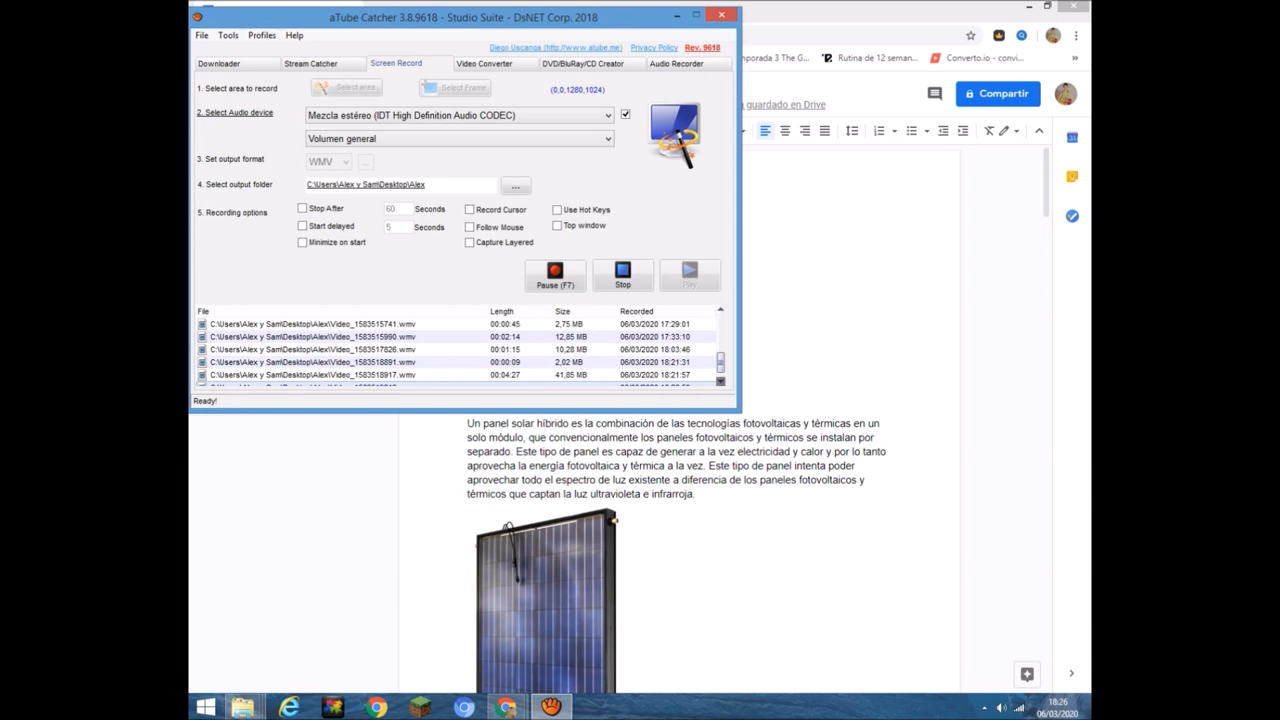 aTube Catcher 3.8.9618 - Studio Suite - DsNET Corp. 2018
File Tools Profiles Help
Diego Uscanga (http://www.atube.me) Privacy Policy Rev. 9618
Downloader Stream Catcher Screen Record Video Converter DVD/BluRay/CD Creator Audio Recorder
1. Select area to record Select area Select Frame (0,0,1280,1024)
2. Select Audio device Mezcla estéreo (IDT High Definition Audio CODEC)
Volumen general
3. Set output format WMV ...
4. Select output folder C:\Users\Alex y Sam\Desktop\Alex ...
5. Recording options Stop After 60 Seconds Record Cursor Use Hot Keys
Start delayed 5 Seconds Follow Mouse Top window
Minimize on start Capture Layered
Pause (F7) Stop Play
File Length Size Recorded
C:\Users\Alex y Sam\Desktop\Alex\Video_1583515741.wmv 00:00:45 2,75 MB 06/03/2020 17:29:01
C:\Users\Alex y Sam\Desktop\Alex\Video_1583515990.wmv 00:02:14 12,85 MB 06/03/2020 17:33:10
C:\Users\Alex y Sam\Desktop\Alex\Video_1583517826.wmv 00:01:15 10,28 MB 06/03/2020 18:03:46
C:\Users\Alex y Sam\Desktop\Alex\Video_1583518891.wmv 00:00:09 2,02 MB 06/03/2020 18:21:31
C:\Users\Alex y Sam\Desktop\Alex\Video_1583518917.wmv 00:04:27 41,85 MB 06/03/2020 18:21:57
Ready!
mporada 3 The G... Rutina de 12 seman... Converto.io - convi...
guardado en Drive Compartir
Un panel solar híbrido es la combinación de las tecnologías fotovoltaicas y térmicas en un
solo módulo, que convencionalmente los paneles fotovoltaicos y térmicos se instalan por
separado. Este tipo de panel es capaz de generar a la vez electricidad y calor y por lo tanto
aprovecha la energía fotovoltaica y térmica a la vez. Este tipo de panel intenta poder
aprovechar todo el espectro de luz existente a diferencia de los paneles fotovoltaicos y
térmicos que captan la luz ultravioleta e infrarroja.
18:26
06/03/2020